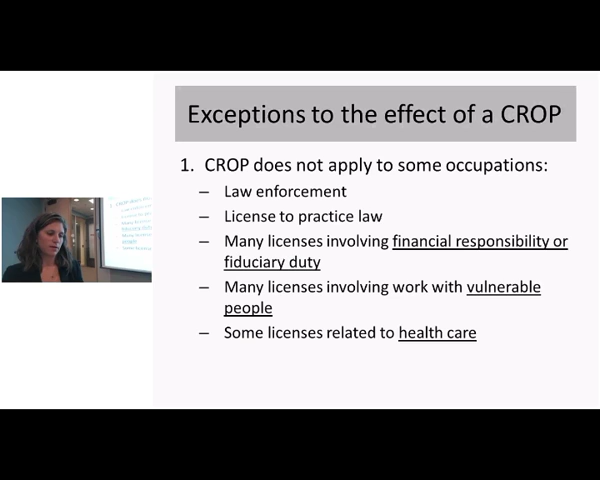 Exceptions to the effect of a CROP
1. CROP does not apply to some occupations:
– Law enforcement
– License to practice law
– Many licenses involving financial responsibility or
fiduciary duty
– Many licenses involving work with vulnerable
people
– Some licenses related to health care